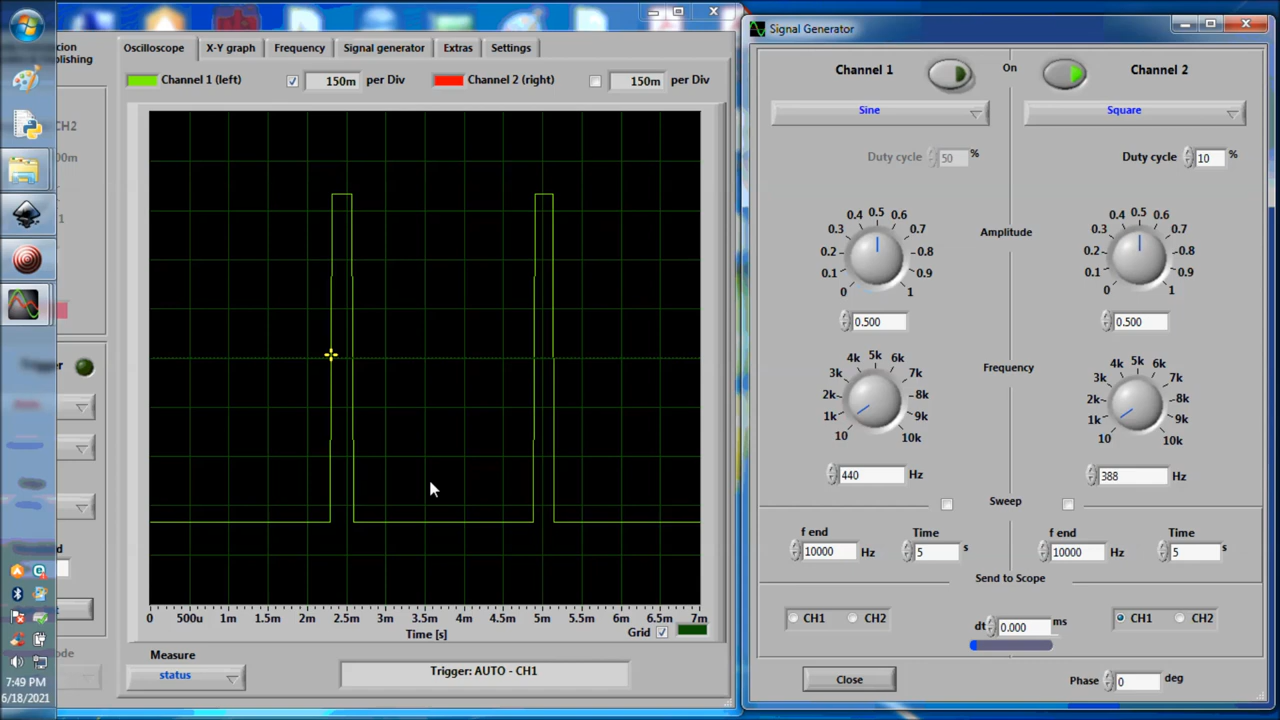 Signal Generator
cion
olishing
CH2
00m
1
er
ld
t
ode
7:49 PM
6/18/2021
Oscilloscope X-Y graph Frequency Signal generator Extras Settings
Channel 1 (left) 150m per Div Channel 2 (right) 150m per Div
0 500u 1m 1.5m 2m 2.5m 3m 3.5m 4m 4.5m 5m 5.5m 6m 6.5m 7m
Time [s]
Grid
Measure
status
Trigger: AUTO - CH1
Channel 1 On Channel 2
Sine Square
Duty cycle 50 % Duty cycle 10 %
Amplitude
0 0.1 0.2 0.3 0.4 0.5 0.6 0.7 0.8 0.9 1
0 0.1 0.2 0.3 0.4 0.5 0.6 0.7 0.8 0.9 1
0.500 0.500
Frequency
10 1k 2k 3k 4k 5k 6k 7k 8k 9k 10k
10 1k 2k 3k 4k 5k 6k 7k 8k 9k 10k
440 Hz 388 Hz
Sweep
f end Time f end Time
10000 Hz 5 s 10000 Hz 5 s
Send to Scope
CH1 CH2 dt 0.000 ms CH1 CH2
Close Phase 0 deg